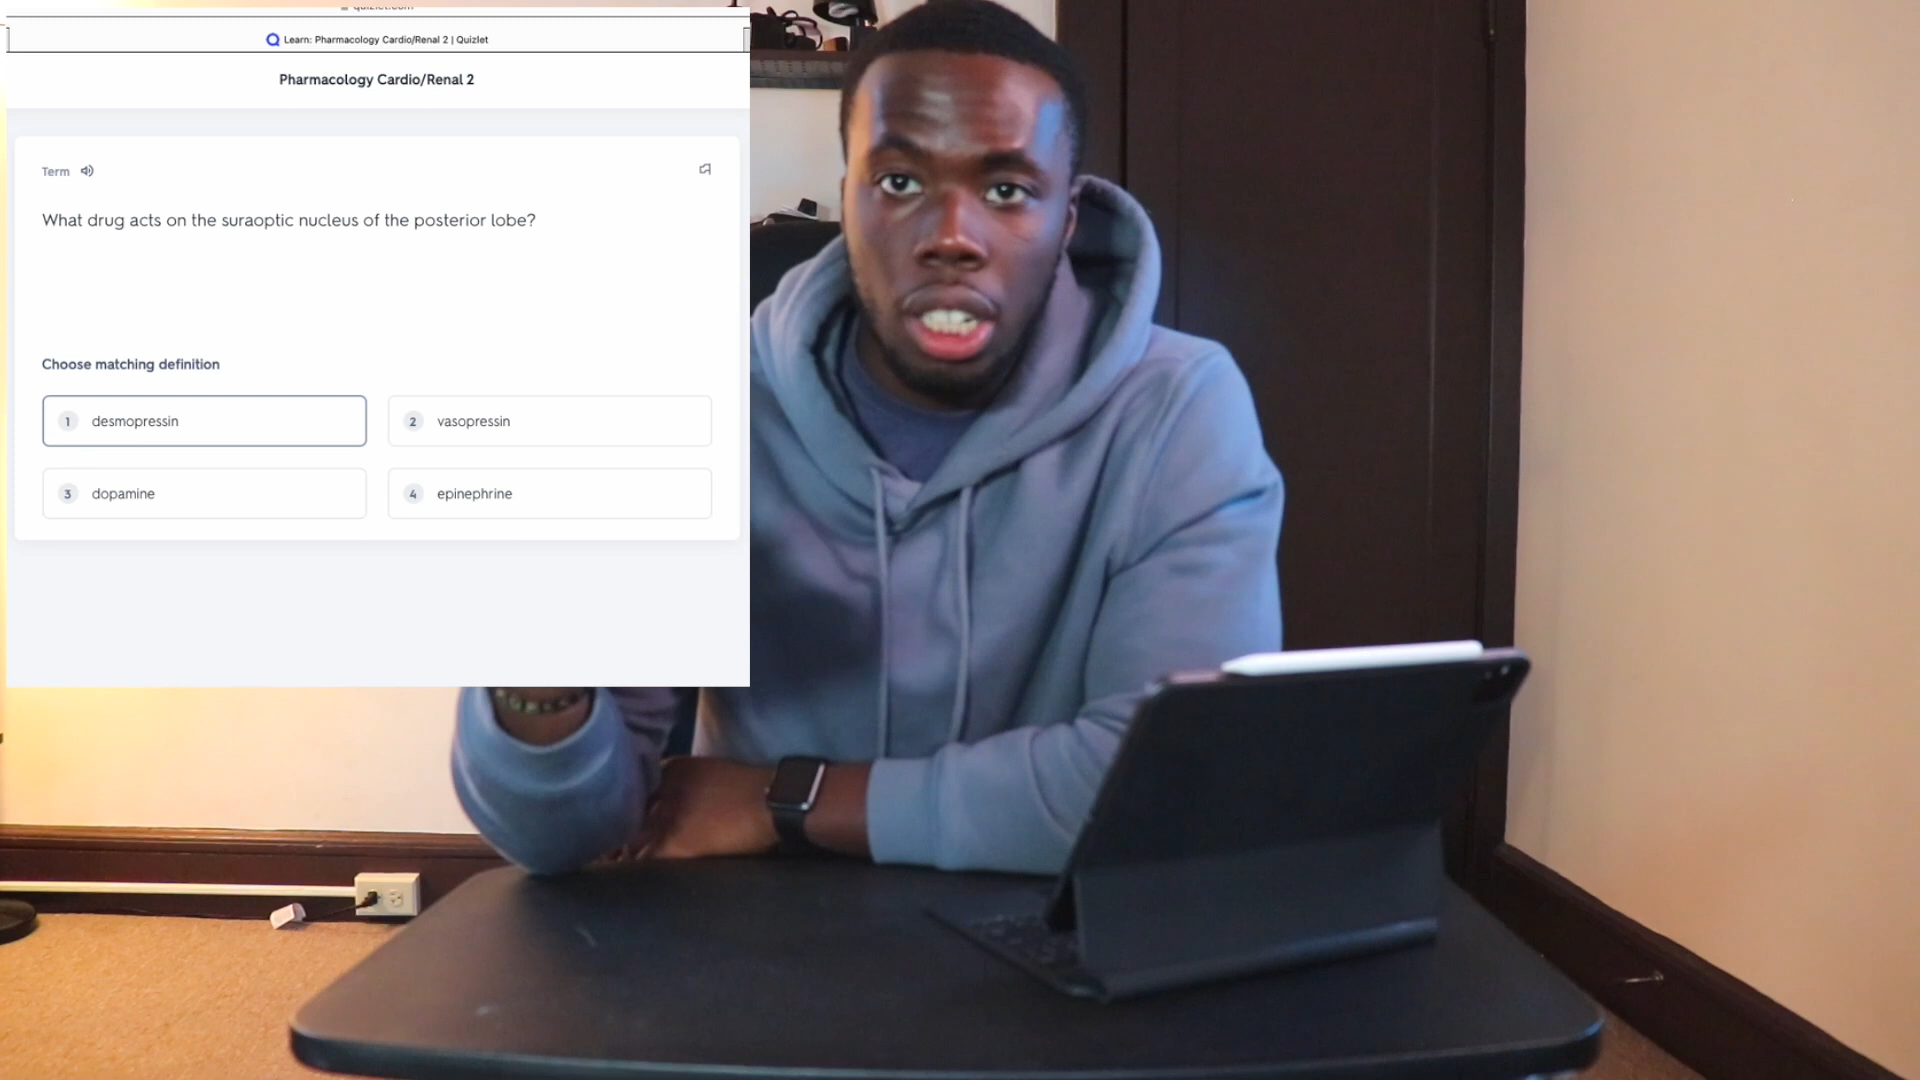 Learn: Pharmacology Cardio/Renal 2 | Quizlet
Pharmacology Cardio/Renal 2
Term
What drug acts on the suraoptic nucleus of the posterior lobe?
Choose matching definition
1 desmopressin
2 vasopressin
3 dopamine
4 epinephrine